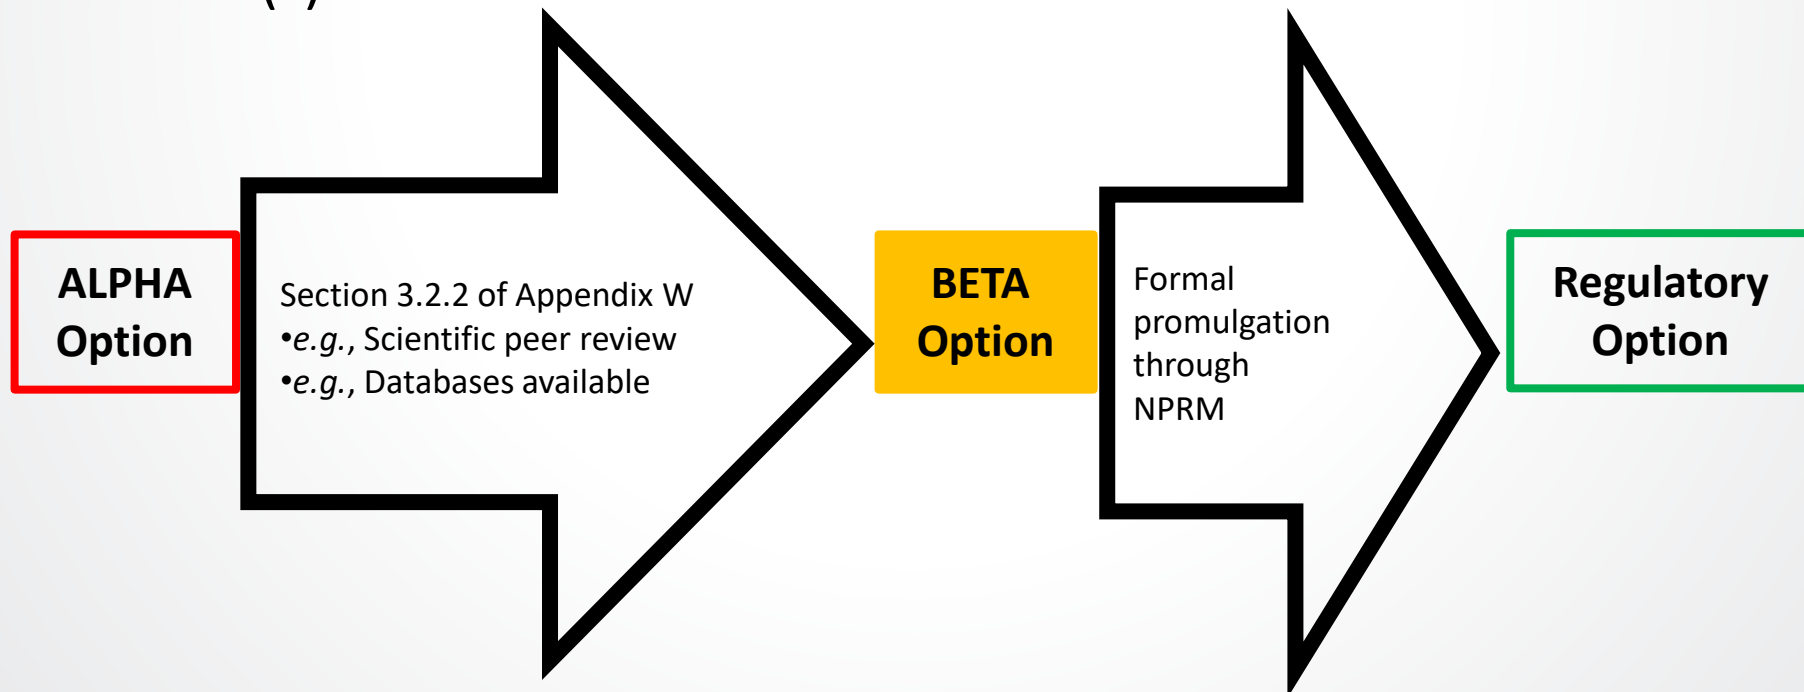 ALPHA
Option
Section 3.2.2 of Appendix W
•e.g., Scientific peer review
•e.g., Databases available
BETA
Option
Formal
promulgation
through
NPRM
Regulatory
Option